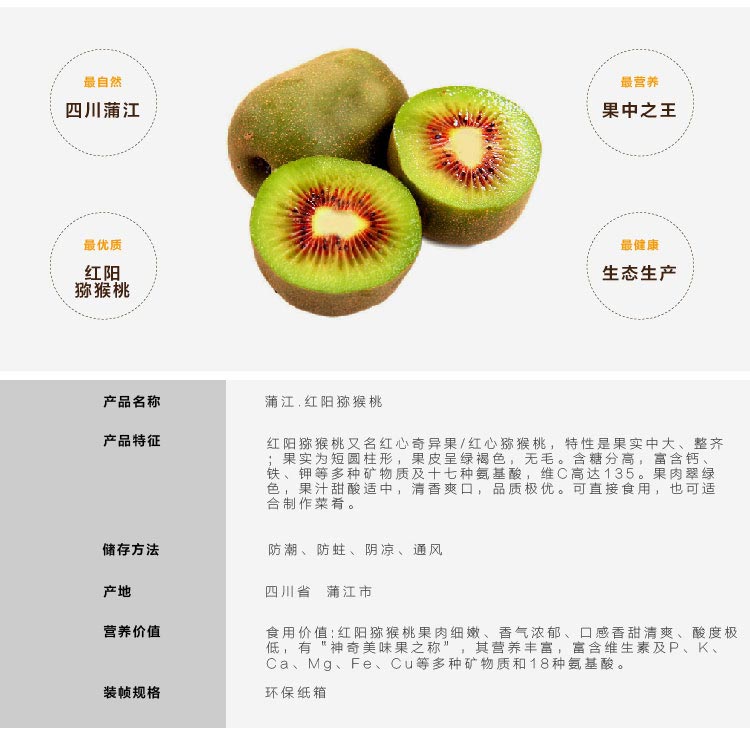 最自然
四川蒲江
最营养
果中之王
最优质
红阳
猕猴桃
最健康
生态生产
产品名称
蒲江.红阳猕猴桃
产品特征
红阳猕猴桃又名红心奇异果/红心猕猴桃，特性是果实中大、整齐
；果实为短圆柱形，果皮呈绿褐色，无毛。含糖分高，富含钙、
铁、钾等多种矿物质及十七种氨基酸，维C高达135。果肉翠绿
色，果汁甜酸适中，清香爽口，品质极优。可直接食用，也可适
合制作菜肴。
储存方法
防潮、防蛀、阴凉、通风
产地
四川省 蒲江市
营养价值
食用价值:红阳猕猴桃果肉细嫩、香气浓郁、口感香甜清爽、酸度极
低，有“神奇美味果之称”，其营养丰富，富含维生素及P、K、
Ca、Mg、Fe、Cu等多种矿物质和18种氨基酸。
装帧规格
环保纸箱